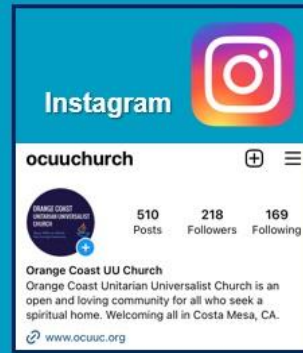 Instagram
ocuuchurch
ORANGE COAST
UNITARIAN UNIVERSALIST
CHURCH
510
218
169
Posts
Followers
Following
Orange Coast UU Church
Orange Coast Unitarian Universalist Church is an
open and loving community for all who seek a
spiritual home. Welcoming all in Costa Mesa, CA.
www.ocuuc.org